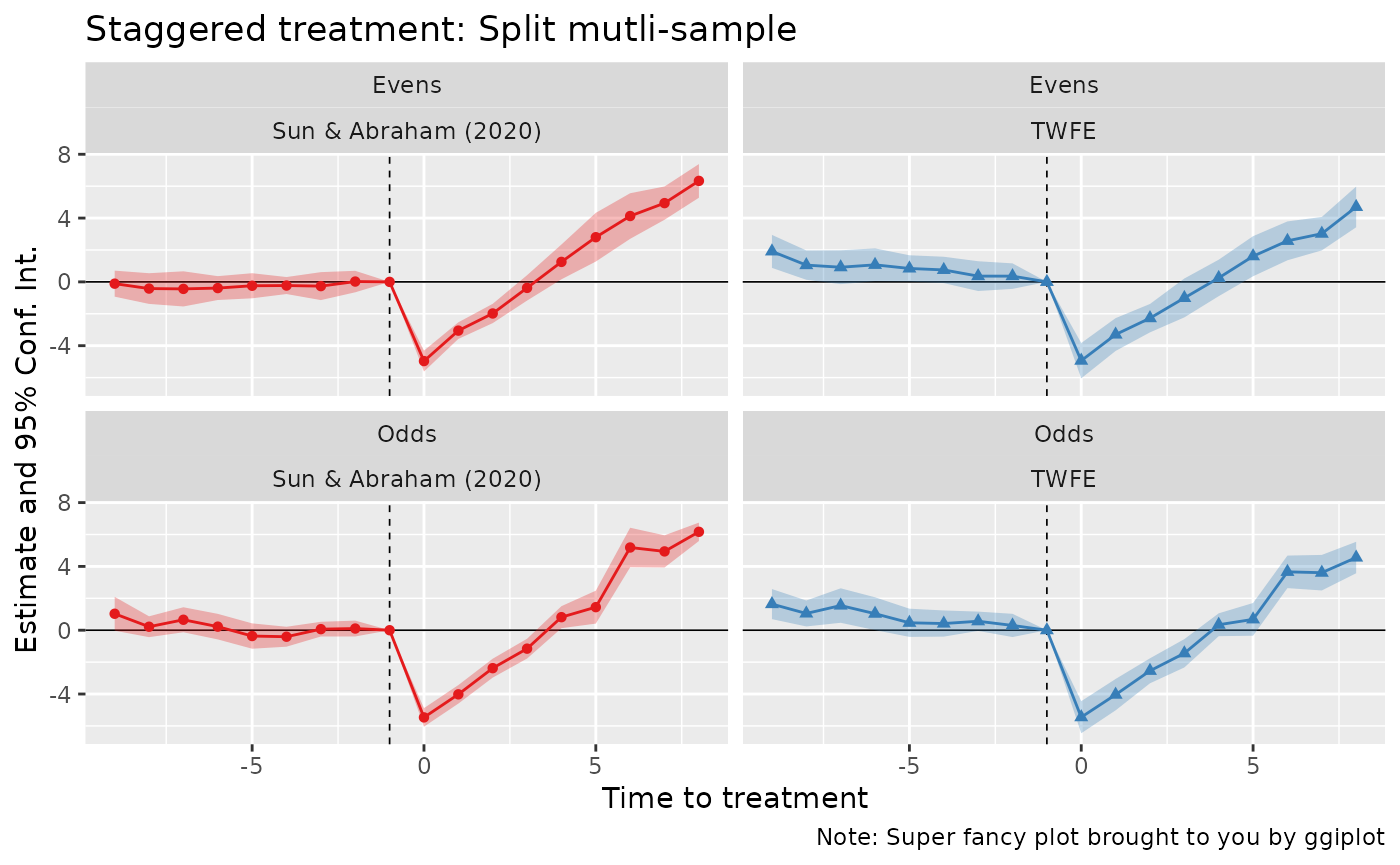 Staggered treatment: Split mutli-sample
Evens
Evens
Sun & Abraham (2020)
TWFE
8
4
0
-4
Odds
Odds
Sun & Abraham (2020)
TWFE
8
4
0
-4
Estimate and 95% Conf. Int.
-5
0
5
-5
0
5
Time to treatment
Note: Super fancy plot brought to you by ggiplot